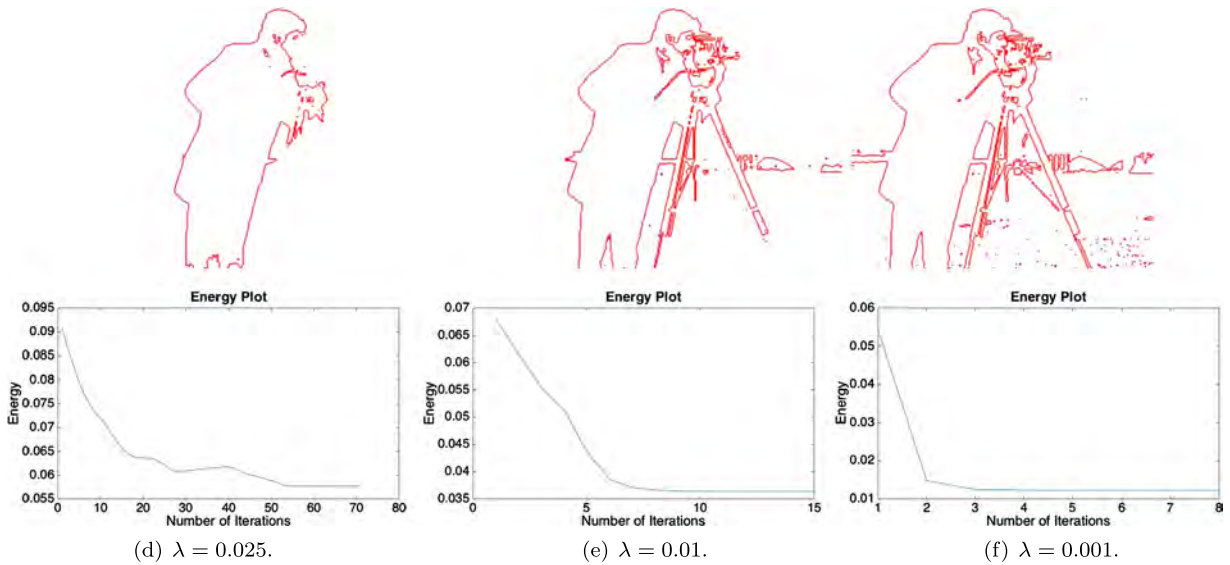 Energy Plot
0.095
0.09
0.085
0.08
0.075
0.07
0.065
0.06
0.055
Energy
0 10 20 30 40 50 60 70 80
Number of Iterations
(d) λ = 0.025.
Energy Plot
0.07
0.065
0.06
0.055
0.05
0.045
0.04
0.035
Energy
0 5 10 15
Number of Iterations
(e) λ = 0.01.
Energy Plot
0.06
0.05
0.04
0.03
0.02
0.01
Energy
1 2 3 4 5 6 7 8
Number of Iterations
(f) λ = 0.001.